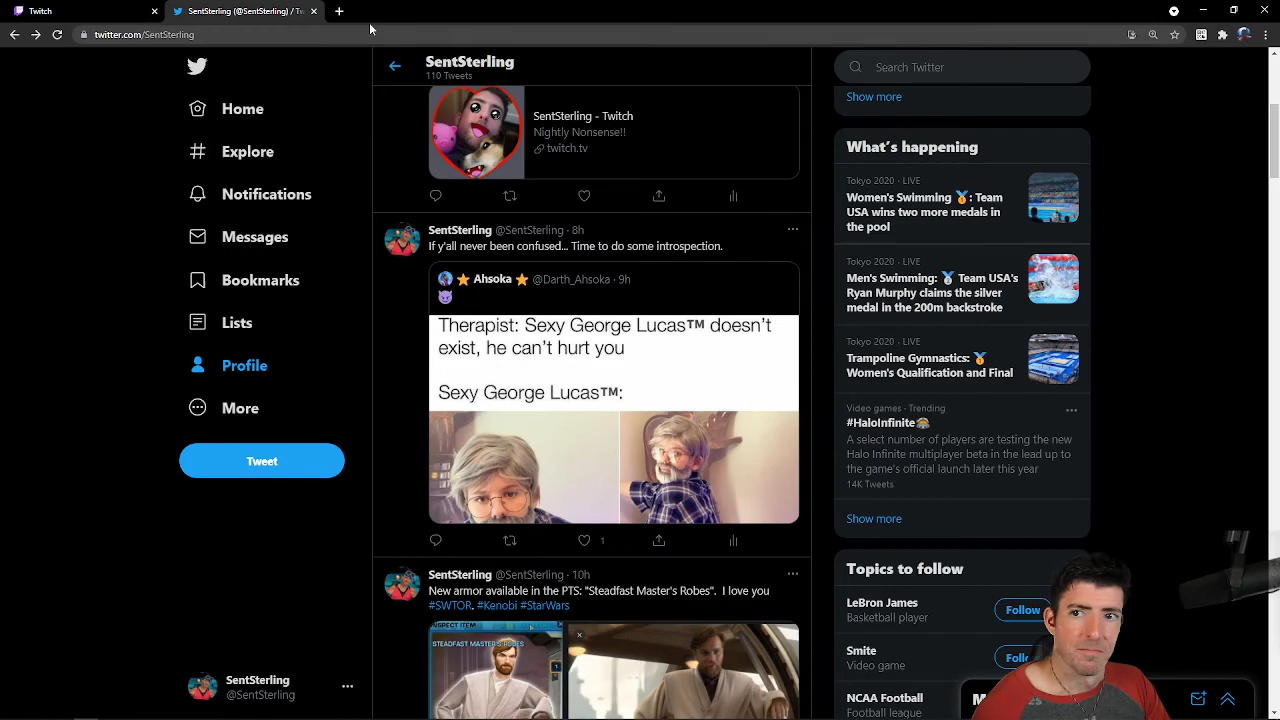 Twitch
SentSterling (@SentSterling) / Tw
twitter.com/SentSterling
Home
Explore
Notifications
Messages
Bookmarks
Lists
Profile
More
Tweet
SentSterling
@SentSterling
SentSterling
110 Tweets
SentSterling - Twitch
Nightly Nonsense!!
twitch.tv
SentSterling @SentSterling · 8h
If y'all never been confused... Time to do some introspection.
Ahsoka @Darth_Ahsoka · 9h
Therapist: Sexy George Lucas™ doesn't
exist, he can't hurt you
Sexy George Lucas™:
1
SentSterling @SentSterling · 10h
New armor available in the PTS: "Steadfast Master's Robes". I love you
#SWTOR. #Kenobi #StarWars
INSPECT ITEM
STEADFAST MASTER'S ROBES
Search Twitter
Show more
What's happening
Tokyo 2020 · LIVE
Women's Swimming 🥇: Team
USA wins two more medals in
the pool
Tokyo 2020 · LIVE
Men's Swimming: 🥈 Team USA's
Ryan Murphy claims the silver
medal in the 200m backstroke
Tokyo 2020 · LIVE
Trampoline Gymnastics: 🥇
Women's Qualification and Final
Video games · Trending
#HaloInfinite
A select number of players are testing the new
Halo Infinite multiplayer beta in the lead up to
the game's official launch later this year
14K Tweets
Show more
Topics to follow
LeBron James
Basketball player
Follow
Smite
Video game
Foll
NCAA Football
Football league
M